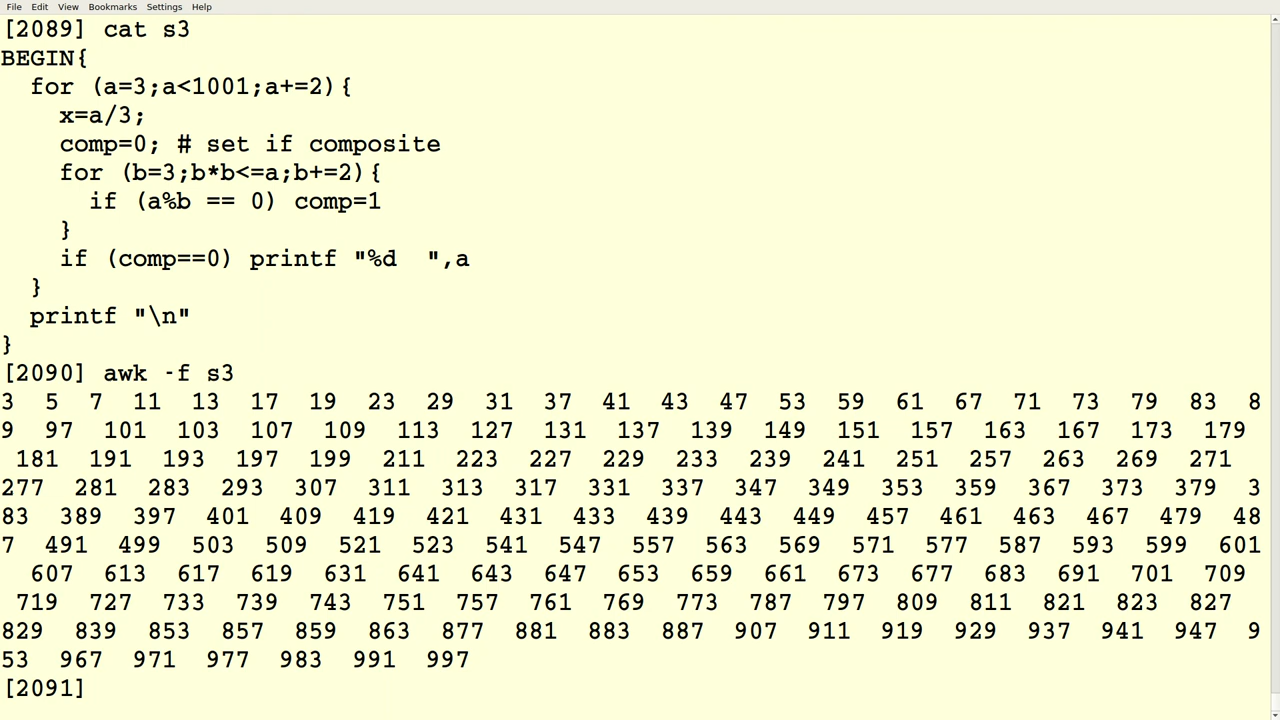 File Edit View Bookmarks Settings Help
[2089] cat s3
BEGIN{
  for (a=3;a<1001;a+=2){
    x=a/3;
    comp=0; # set if composite
    for (b=3;b*b<=a;b+=2){
      if (a%b == 0) comp=1
    }
    if (comp==0) printf "%d  ",a
  }
  printf "\n"
}
[2090] awk -f s3
3  5  7  11  13  17  19  23  29  31  37  41  43  47  53  59  61  67  71  73  79  83  8
9  97  101  103  107  109  113  127  131  137  139  149  151  157  163  167  173  179
 181  191  193  197  199  211  223  227  229  233  239  241  251  257  263  269  271
277  281  283  293  307  311  313  317  331  337  347  349  353  359  367  373  379  3
83  389  397  401  409  419  421  431  433  439  443  449  457  461  463  467  479  48
7  491  499  503  509  521  523  541  547  557  563  569  571  577  587  593  599  601
  607  613  617  619  631  641  643  647  653  659  661  673  677  683  691  701  709
 719  727  733  739  743  751  757  761  769  773  787  797  809  811  821  823  827
829  839  853  857  859  863  877  881  883  887  907  911  919  929  937  941  947  9
53  967  971  977  983  991  997
[2091]